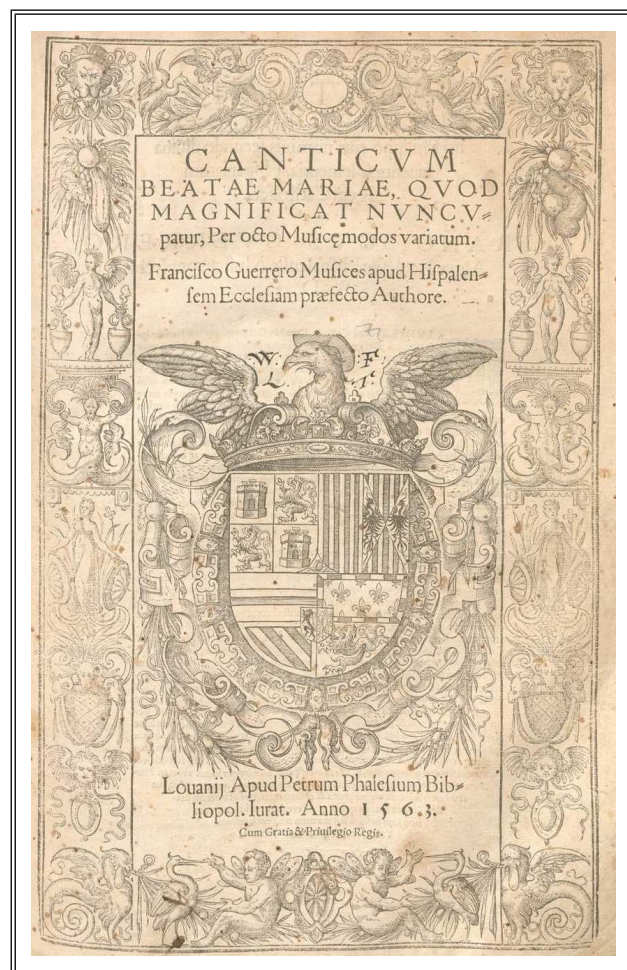 CANTICVM
BEATAE MARIAE, QVOD
MAGNIFICAT NVNCV-
patur, Per octo Musicę modos variatum.
Francisco Guerrero Musices apud Hispalen-
sem Ecclesiam præfecto Authore.
W. F.
L. I.
Louanij Apud Petrum Phalesium Bib-
liopol. Iurat. Anno 1563.
Cum Gratia & Priuilegio Regis.